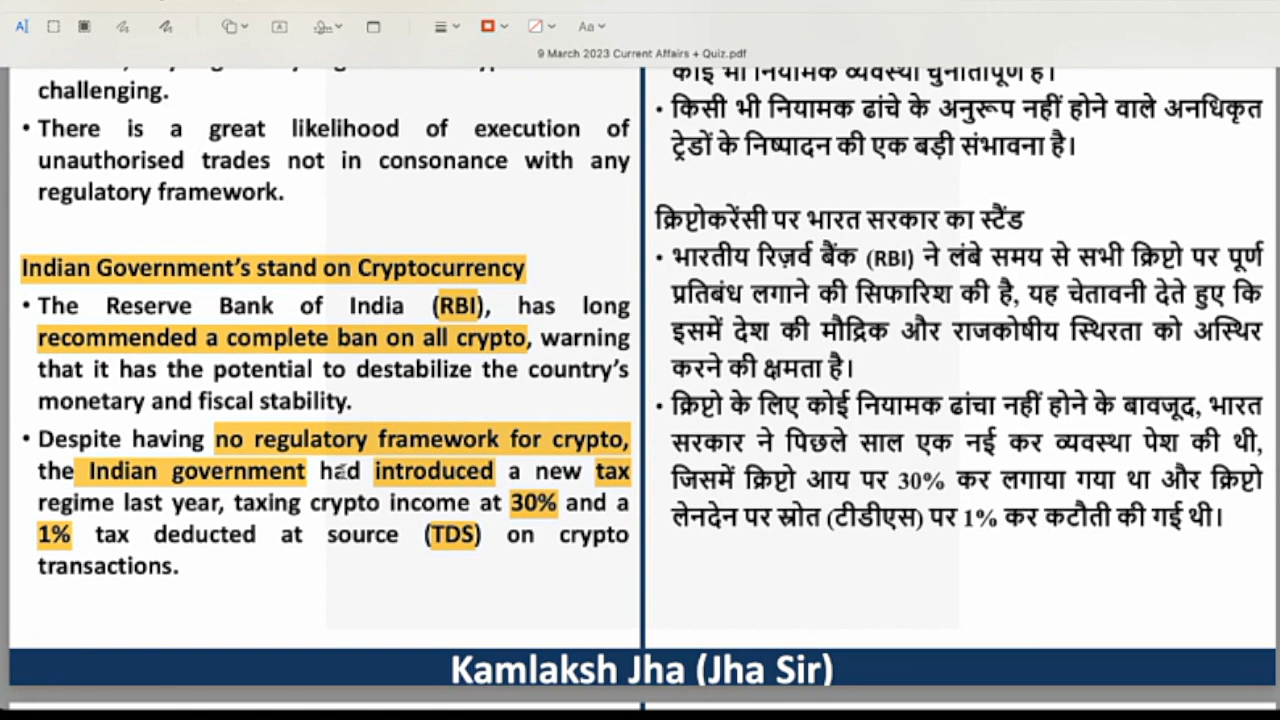 Aa
9 March 2023 Current Affairs + Quiz.pdf
challenging.
• There is a great likelihood of execution of
unauthorised trades not in consonance with any
regulatory framework.
Indian Government's stand on Cryptocurrency
• The Reserve Bank of India (RBI), has long
recommended a complete ban on all crypto, warning
that it has the potential to destabilize the country's
monetary and fiscal stability.
• Despite having no regulatory framework for crypto,
the Indian government had introduced a new tax
regime last year, taxing crypto income at 30% and a
1% tax deducted at source (TDS) on crypto
transactions.
कोई भी नियामक व्यवस्था चुनौतीपूर्ण है।
• किसी भी नियामक ढांचे के अनुरूप नहीं होने वाले अनधिकृत
ट्रेडों के निष्पादन की एक बड़ी संभावना है।
क्रिप्टोकरेंसी पर भारत सरकार का स्टैंड
• भारतीय रिज़र्व बैंक (RBI) ने लंबे समय से सभी क्रिप्टो पर पूर्ण
प्रतिबंध लगाने की सिफारिश की है, यह चेतावनी देते हुए कि
इसमें देश की मौद्रिक और राजकोषीय स्थिरता को अस्थिर
करने की क्षमता है।
• क्रिप्टो के लिए कोई नियामक ढांचा नहीं होने के बावजूद, भारत
सरकार ने पिछले साल एक नई कर व्यवस्था पेश की थी,
जिसमें क्रिप्टो आय पर 30% कर लगाया गया था और क्रिप्टो
लेनदेन पर स्रोत (टीडीएस) पर 1% कर कटौती की गई थी।
Kamlaksh Jha (Jha Sir)